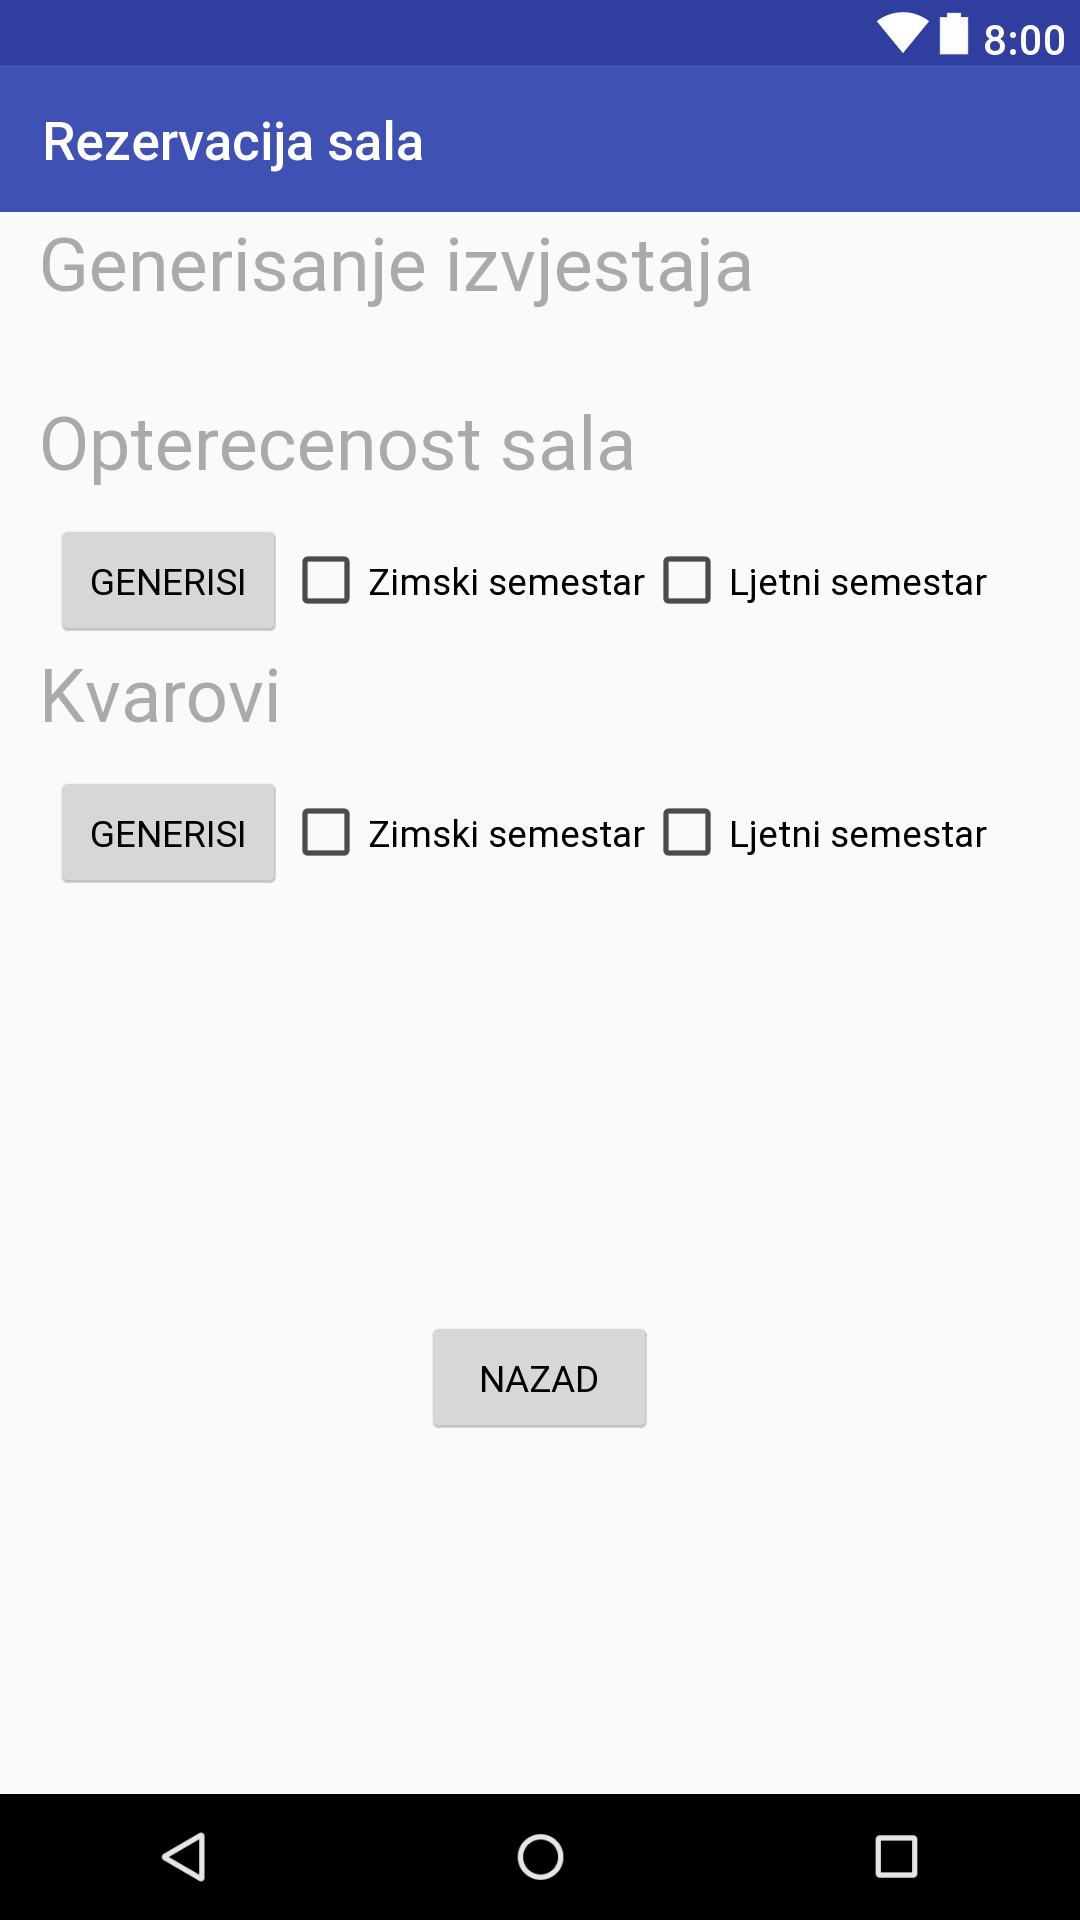 8:00
Rezervacija sala
Generisanje izvjestaja
Opterecenost sala
GENERISI Zimski semestar Ljetni semestar
Kvarovi
GENERISI Zimski semestar Ljetni semestar
NAZAD